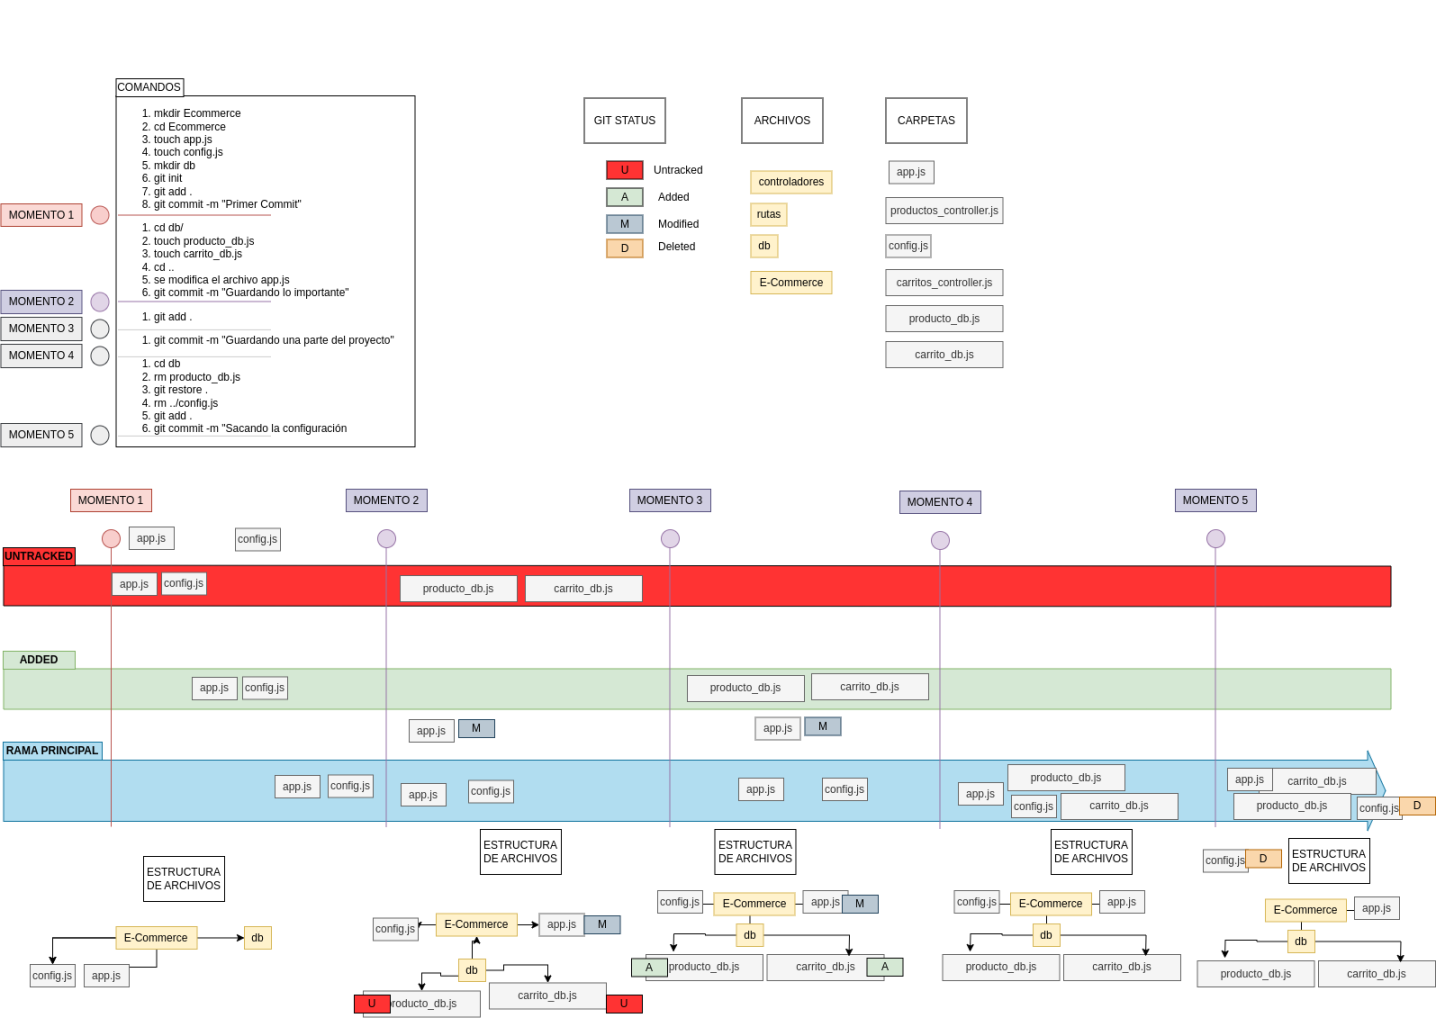 COMANDOS
1. mkdir Ecommerce
2. cd Ecommerce
3. touch app.js
4. touch config.js
5. mkdir db
6. git init
7. git add .
8. git commit -m "Primer Commit"
MOMENTO 1
1. cd db/
2. touch producto_db.js
3. touch carrito_db.js
4. cd ..
5. se modifica el archivo app.js
6. git commit -m "Guardando lo importante"
MOMENTO 2
1. git add .
MOMENTO 3
1. git commit -m "Guardando una parte del proyecto"
MOMENTO 4
1. cd db
2. rm producto_db.js
3. git restore .
4. rm ../config.js
5. git add .
6. git commit -m "Sacando la configuración
MOMENTO 5
GIT STATUS
U Untracked
A Added
M Modified
D Deleted
ARCHIVOS
controladores
rutas
db
E-Commerce
CARPETAS
app.js
productos_controller.js
config.js
carritos_controller.js
producto_db.js
carrito_db.js
MOMENTO 1
MOMENTO 2
MOMENTO 3
MOMENTO 4
MOMENTO 5
app.js
config.js
UNTRACKED
app.js
config.js
producto_db.js
carrito_db.js
ADDED
app.js
config.js
producto_db.js
carrito_db.js
app.js
M
app.js
M
RAMA PRINCIPAL
app.js
config.js
app.js
config.js
app.js
config.js
app.js
producto_db.js
config.js
carrito_db.js
app.js
carrito_db.js
producto_db.js
config.js
D
ESTRUCTURA
DE ARCHIVOS
E-Commerce
db
config.js
app.js
ESTRUCTURA
DE ARCHIVOS
config.js
E-Commerce
app.js
M
db
U
producto_db.js
carrito_db.js
U
ESTRUCTURA
DE ARCHIVOS
config.js
E-Commerce
app.js
M
db
A
producto_db.js
carrito_db.js
A
ESTRUCTURA
DE ARCHIVOS
config.js
E-Commerce
app.js
db
producto_db.js
carrito_db.js
config.js
D
ESTRUCTURA
DE ARCHIVOS
E-Commerce
app.js
db
producto_db.js
carrito_db.js